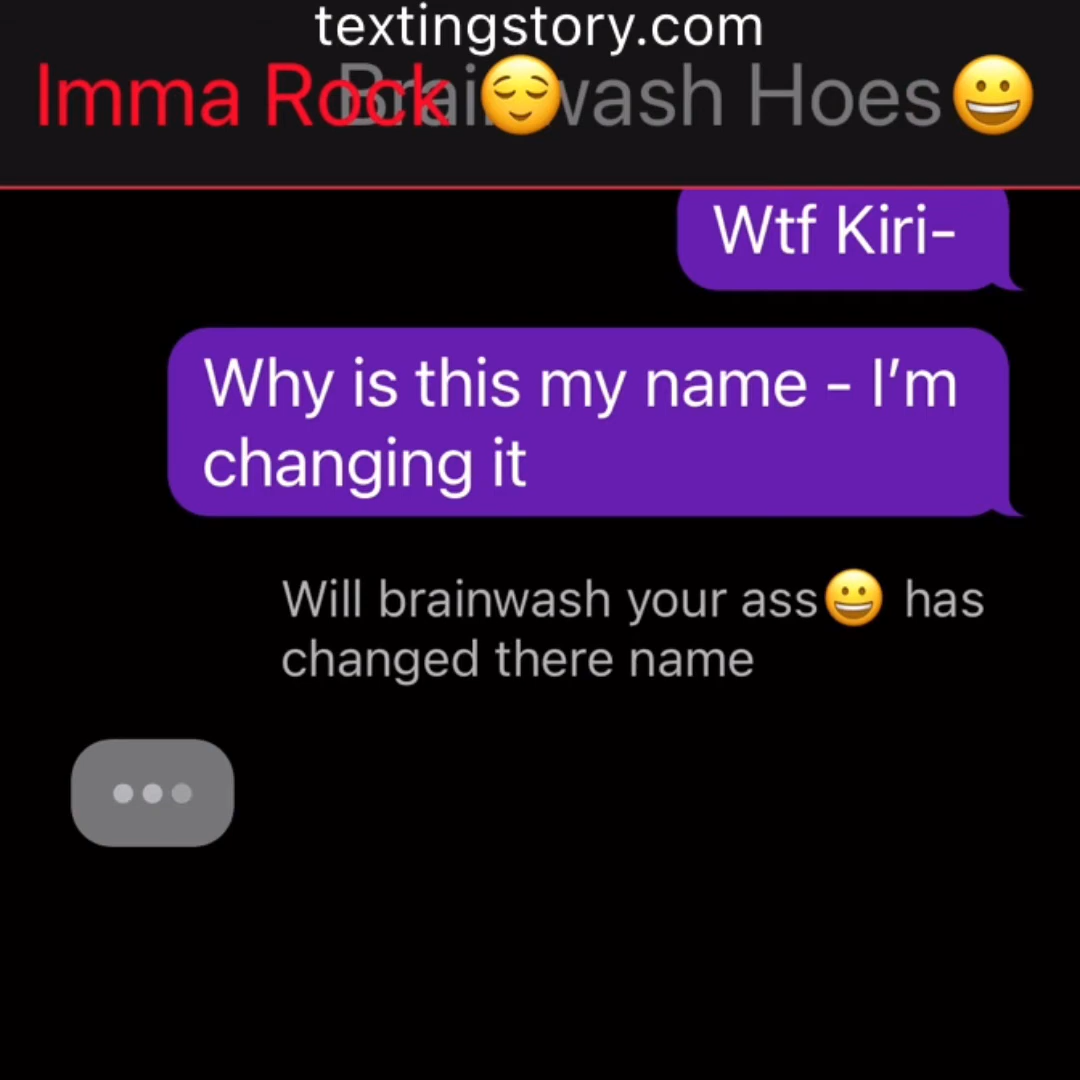 textingstory.com
Imma Rock😌 Brainwash Hoes😀
Wtf Kiri-
Why is this my name - I’m
changing it
Will brainwash your ass😀 has
changed there name